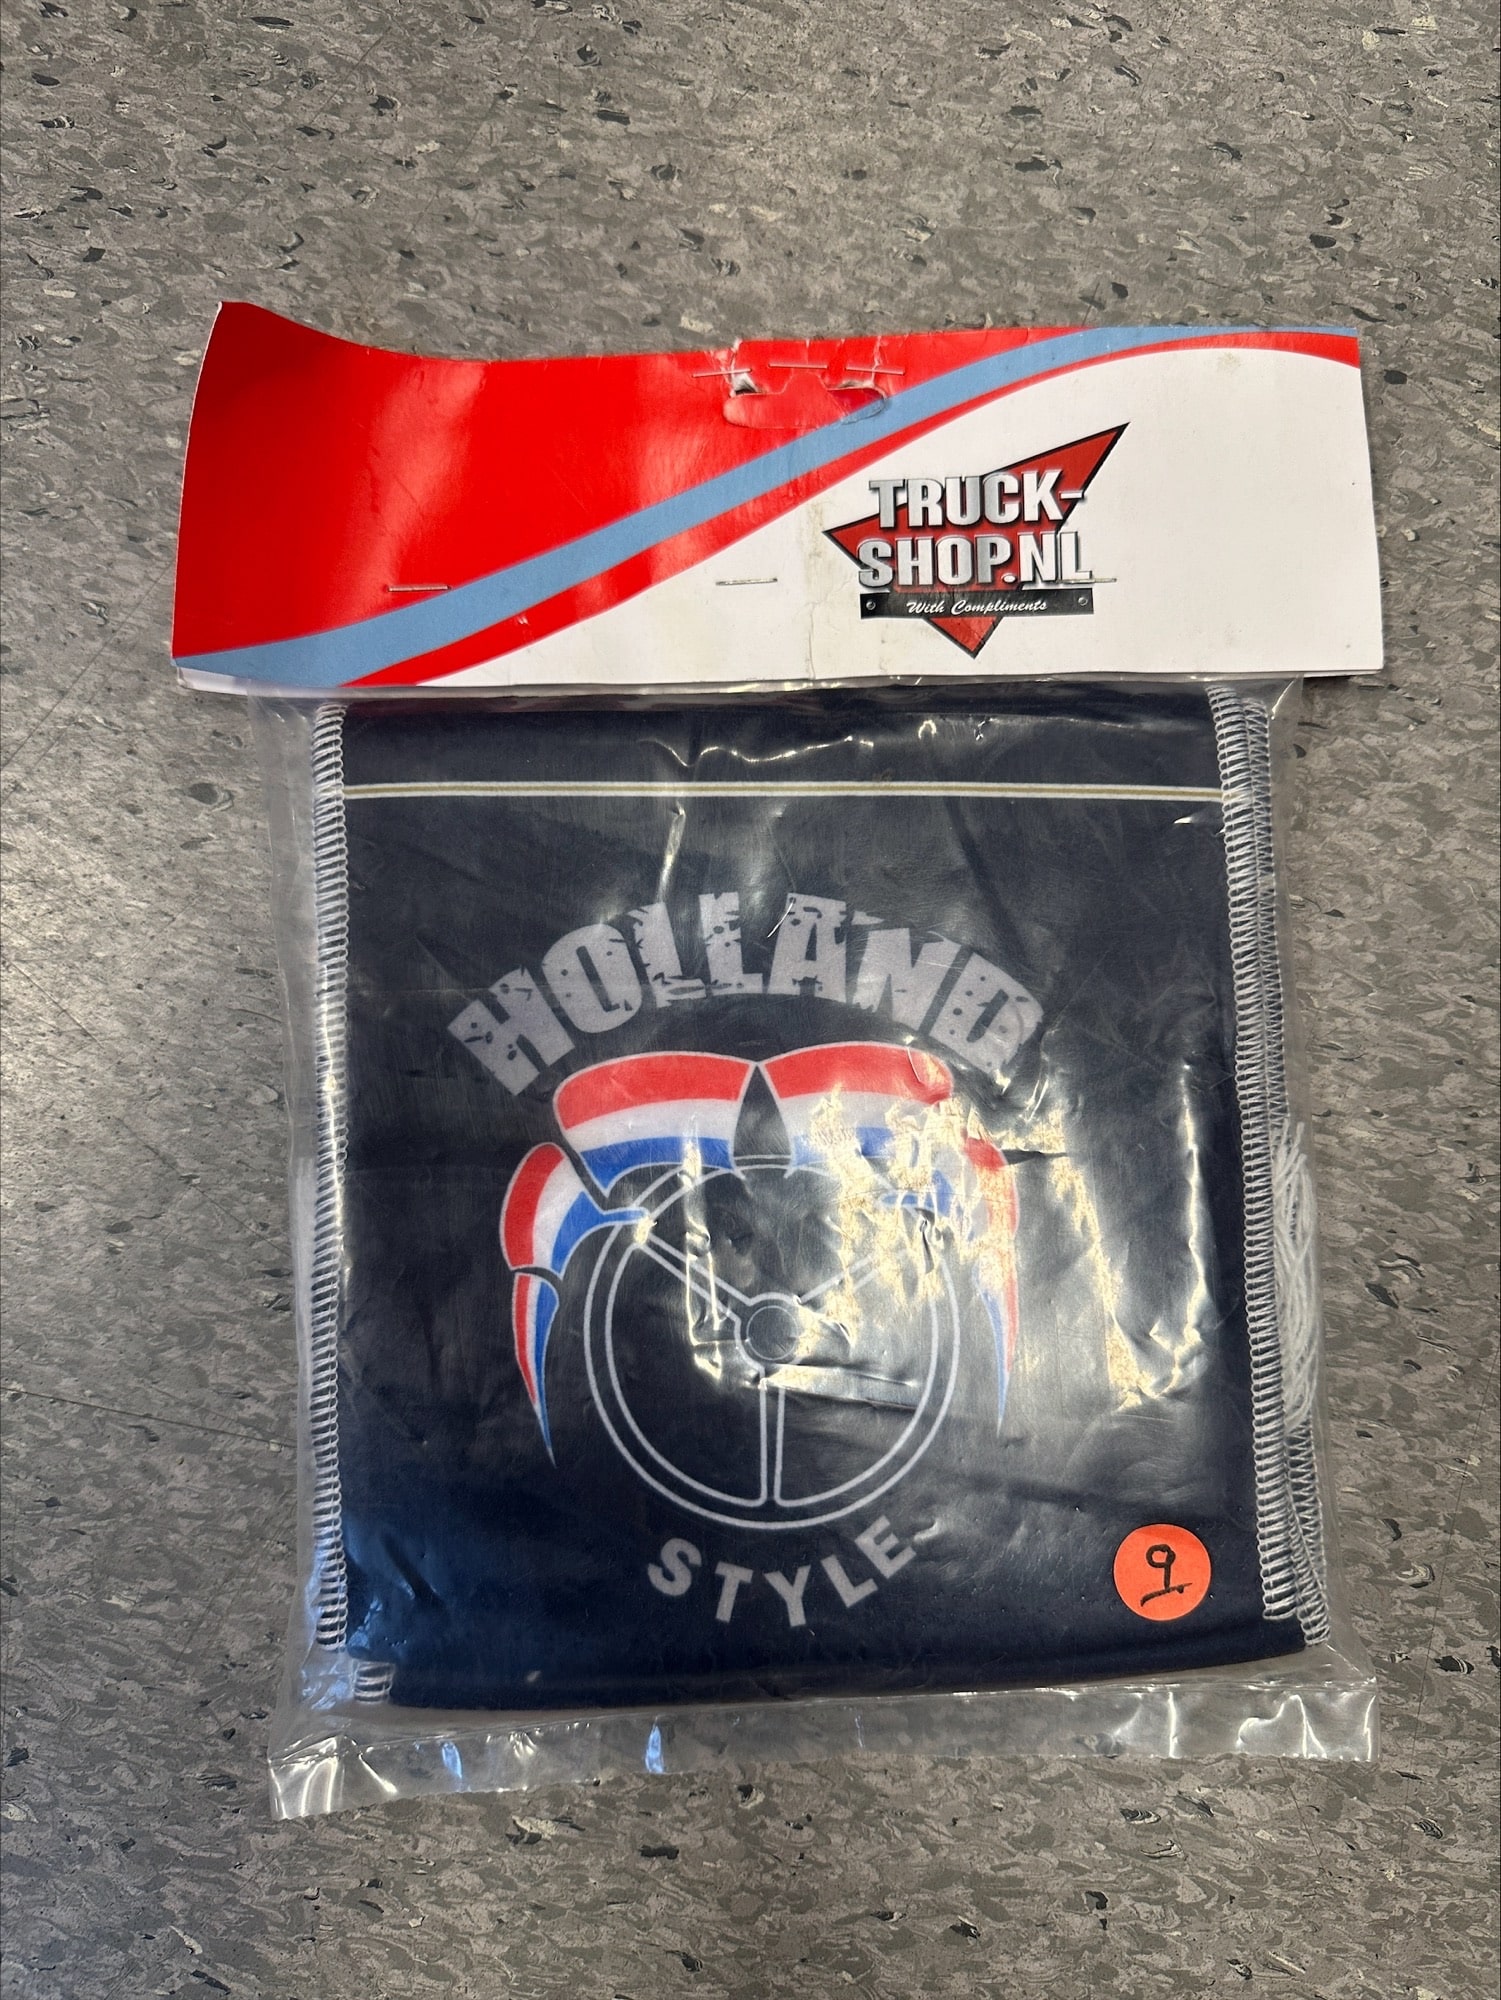 TRUCK-
SHOP.NL
With Compliments
HOLLAND
STYLE
9